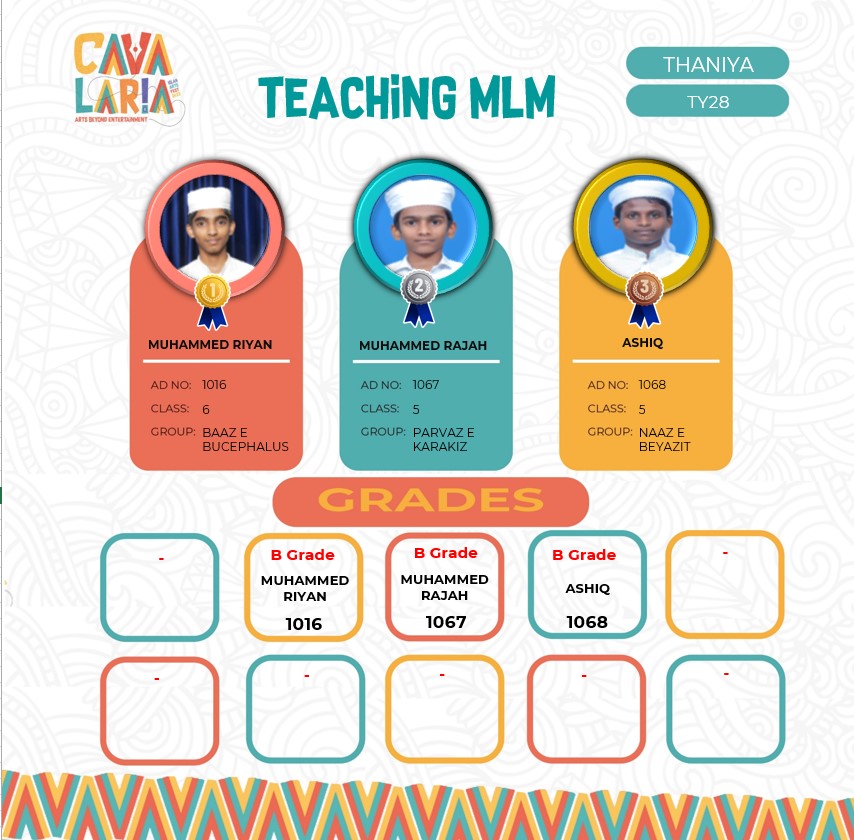 CAVA
LARIA
ARTS BEYOND ENTERTAINMENT
TEACHiNG MLM
THANIYA
TY28
1
2
3
MUHAMMED RIYAN
AD NO: 1016
CLASS: 6
GROUP: BAAZ E
BUCEPHALUS
MUHAMMED RAJAH
AD NO: 1067
CLASS: 5
GROUP: PARVAZ E
KARAKIZ
ASHIQ
AD NO: 1068
CLASS: 5
GROUP: NAAZ E
BEYAZIT
GRADES
-
B Grade
MUHAMMED
RIYAN
1016
B Grade
MUHAMMED
RAJAH
1067
B Grade
ASHIQ
1068
-
-
-
-
-
-